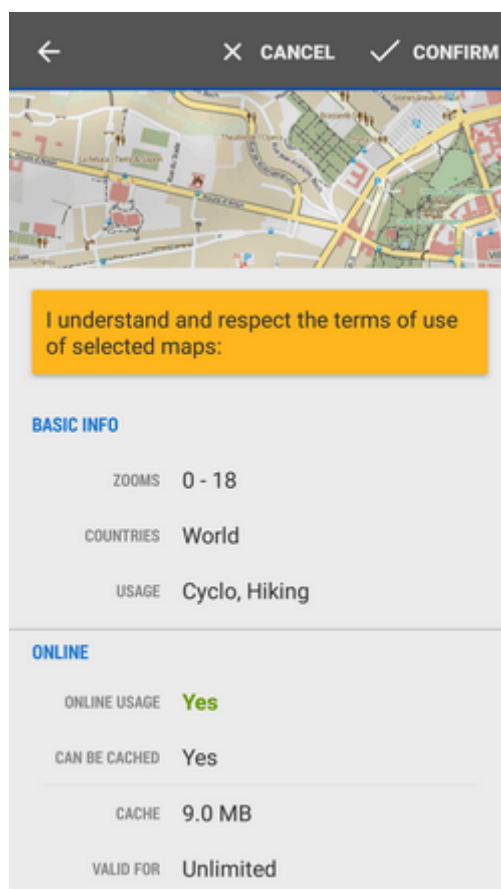 CANCEL CONFIRM
I understand and respect the terms of use
of selected maps:
BASIC INFO
ZOOMS 0 - 18
COUNTRIES World
USAGE Cyclo, Hiking
ONLINE
ONLINE USAGE Yes
CAN BE CACHED Yes
CACHE 9.0 MB
VALID FOR Unlimited